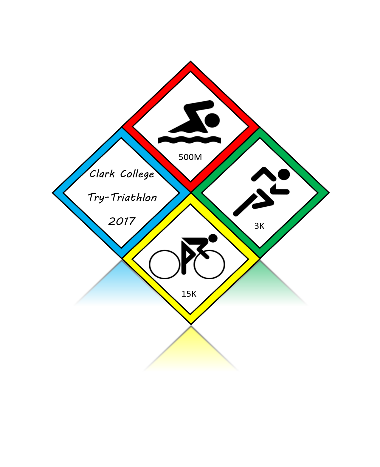 500M
Clark College
Try-Triathlon
2017
3K
15K